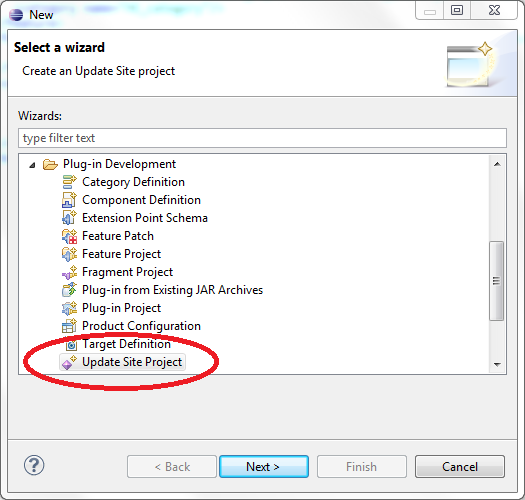 New
Select a wizard
Create an Update Site project
Wizards:
type filter text
Plug-in Development
Category Definition
Component Definition
Extension Point Schema
Feature Patch
Feature Project
Fragment Project
Plug-in from Existing JAR Archives
Plug-in Project
Product Configuration
Target Definition
Update Site Project
?
< Back
Next >
Finish
Cancel